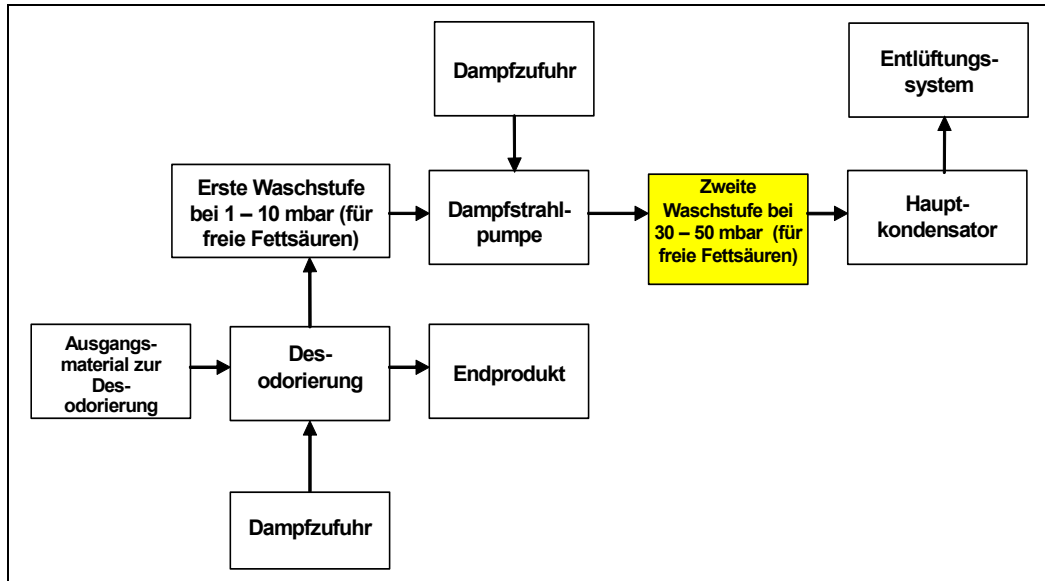 Dampfzufuhr
Entlüftungs-
system
Erste Waschstufe
bei 1 – 10 mbar (für
freie Fettsäuren)
Dampfstrahl-
pumpe
Zweite
Waschstufe bei
30 – 50 mbar (für
freie Fettsäuren)
Haupt-
kondensator
Ausgangs-
material zur
Des-
odorierung
Des-
odorierung
Endprodukt
Dampfzufuhr